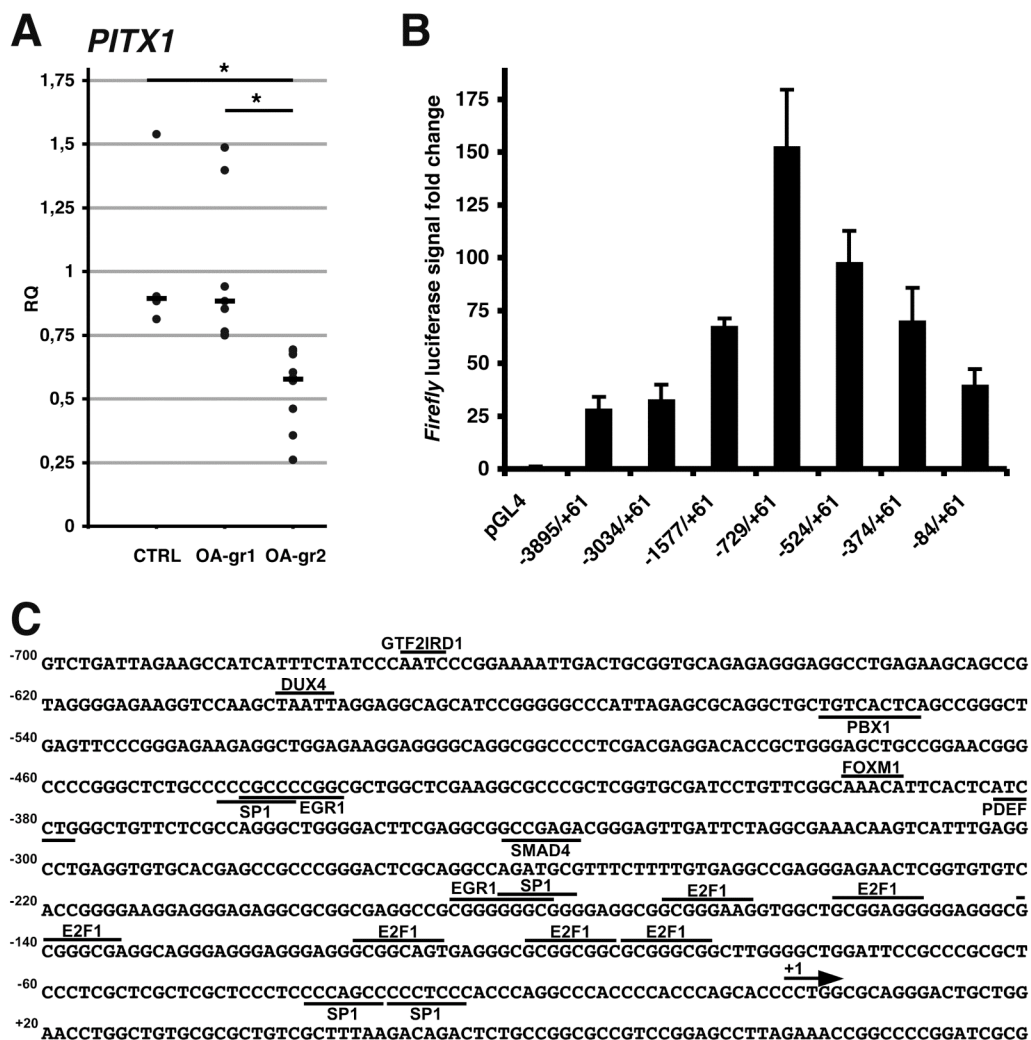 A
PITX1
1,75
1,5
1,25
1
0,75
0,5
0,25
0
RQ
*
*
CTRL OA-gr1 OA-gr2
B
Firefly luciferase signal fold change
175
150
125
100
75
50
25
0
pGL4
-3895/+61
-3034/+61
-1577/+61
-729/+61
-524/+61
-374/+61
-84/+61
C
GTF2IRD1
-700 GTCTGATTAGAAGCCATCATTTCTATCCCAATCCCGGAAAATTGACTGCGGTGCAGAGAGGGAGGCCTGAGAAGCAGCCG
DUX4
-620 TAGGGGAGAAGGTCCAAGCTAATTAGGAGGCAGCATCCGGGGGCCCATTAGAGCGCAGGCTGCTGTCACTCAGCCGGGCT
PBX1
-540 GAGTTCCCGGGAGAAGAGGCTGGAGAAGGAGGGGCAGGCGGCCCCTCGACGAGGACACCGCTGGGAGCTGCCGGAACGGG
FOXM1
-460 CCCCGGGCTCTGCCCCCCGCCCCCGGCGCTGGCTCGAAGGCGCCCGCTCGGTGCGATCCTGTTCGGCAAACATTCACTCATC
SP1 EGR1 PDEF
-380 CTGGGCTGTTCTCGCCAGGGCTGGGGACTTCGAGGCGGCCGAGACGGGAGTTGATTCTAGGCGAAACAAGTCATTTGAGG
SMAD4
-300 CCTGAGGTGTGCACGAGCCGCCCGGGACTCGCAGGCCAGATGCGTTTCTTTTGTGAGGCCGAGGGAGAACTCGGTGTGTC
EGR1 SP1 E2F1 E2F1
-220 ACCGGGGAAGGAGGGAGAGGCGCGGCGAGGCCGCGGGGGGCGGGGAGGCGGCGGGAAGGTGGCTGCGGAGGGGGAGGGCG
E2F1 E2F1 E2F1 E2F1
-140 CGGGCGAGGCAGGGAGGGAGGGAGGCGGCAGTGAGGGCGCGGCGGCGCGGGCGGCTTGGGGCTGGATTCCGCCCGCGCT
+1
-60 CCCTCGCTCGCTCGCTCCCTCCCCCAGCCCCCTCCCACCCAGGCCCACCCCACCCAGCACCCCTGGCGCAGGGACTGCTGG
SP1 SP1
+20 AACCTGGCTGTGCGCGCTGTCGCTTTAAGACAGACTCTGCCGGCGCCGTCCGGAGCCTTAGAAACCGGCCCCGGATCGCG